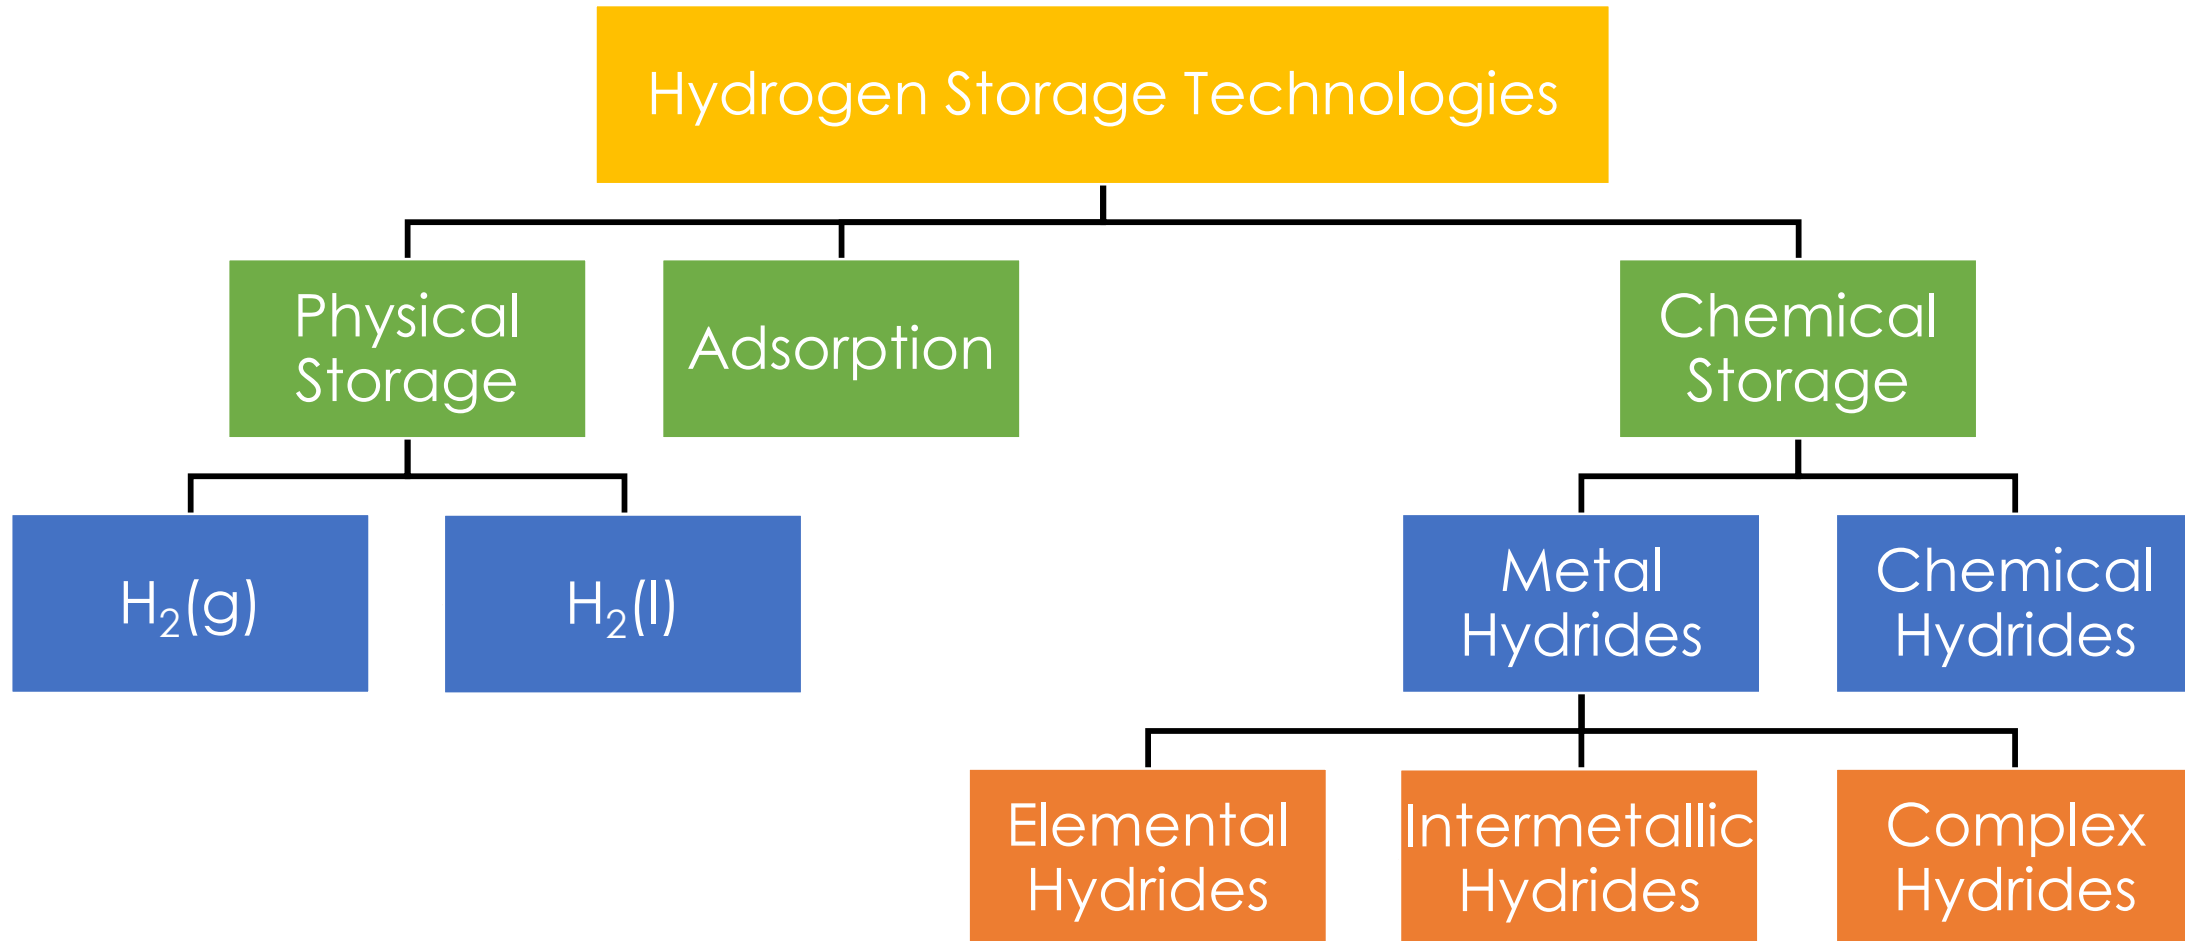 Hydrogen Storage Technologies
Physical
Storage
Adsorption
Chemical
Storage
H₂(g)
H₂(l)
Metal
Hydrides
Chemical
Hydrides
Elemental
Hydrides
Intermetallic
Hydrides
Complex
Hydrides